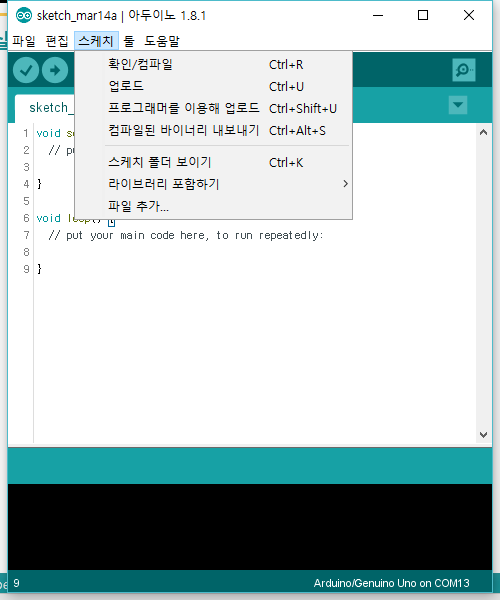 sketch_mar14a | 아두이노 1.8.1
파일 편집 스케치 툴 도움말
확인/컴파일 Ctrl+R
업로드 Ctrl+U
프로그래머를 이용해 업로드 Ctrl+Shift+U
컴파일된 바이너리 내보내기 Ctrl+Alt+S
스케치 폴더 보이기 Ctrl+K
라이브러리 포함하기
파일 추가...
sketch_
1 void s
2 // pu
3
4 }
5
6 void loop() {
7 // put your main code here, to run repeatedly:
8
9 }
9 Arduino/Genuino Uno on COM13